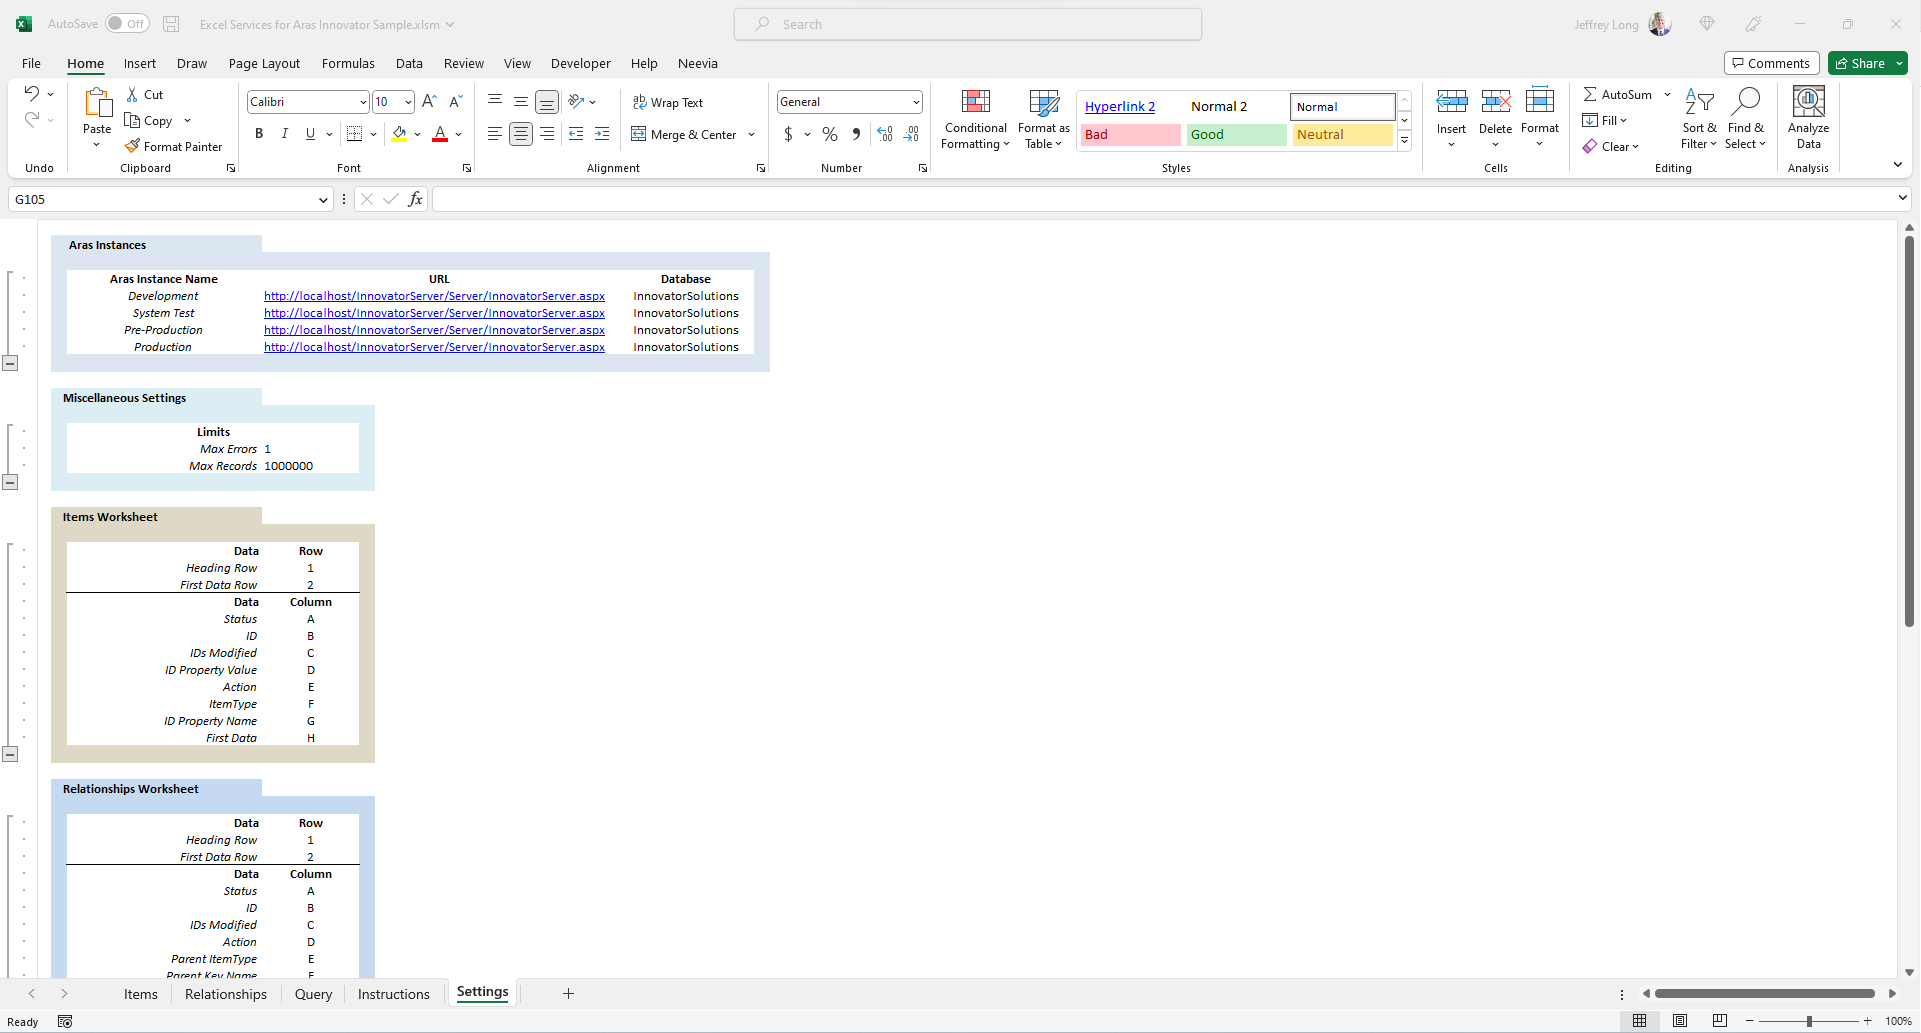 AutoSave Off Excel Services for Aras Innovator Sample.xlsm Search Jeffrey Long
File Home Insert Draw Page Layout Formulas Data Review View Developer Help Neevia Comments Share
Paste Cut
Copy
Format Painter
Calibri 10
B I U A
ab Wrap Text
Merge & Center
General
$ %
Conditional Formatting
Format as Table
Hyperlink 2 Normal 2 Normal
Bad Good Neutral
Insert Delete Format
AutoSum
Fill
Clear
Sort & Filter
Find & Select
Analyze Data
Undo Clipboard Font Alignment Number Styles Cells Editing Analysis
G105 fx
Aras Instances
Aras Instance Name URL Database
Development http://localhost/InnovatorServer/Server/InnovatorServer.aspx InnovatorSolutions
System Test http://localhost/InnovatorServer/Server/InnovatorServer.aspx InnovatorSolutions
Pre-Production http://localhost/InnovatorServer/Server/InnovatorServer.aspx InnovatorSolutions
Production http://localhost/InnovatorServer/Server/InnovatorServer.aspx InnovatorSolutions
Miscellaneous Settings
Limits
Max Errors 1
Max Records 1000000
Items Worksheet
Data Row
Heading Row 1
First Data Row 2
Data Column
Status A
ID B
IDs Modified C
ID Property Value D
Action E
ItemType F
ID Property Name G
First Data H
Relationships Worksheet
Data Row
Heading Row 1
First Data Row 2
Data Column
Status A
ID B
IDs Modified C
Action D
Parent ItemType E
Parent Key Name F
Items Relationships Query Instructions Settings
Ready 100%